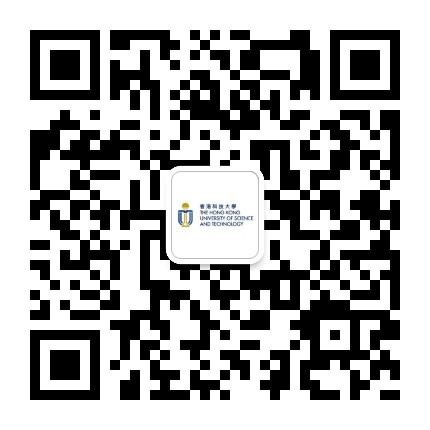 香港科技大學
THE HONG KONG
UNIVERSITY OF SCIENCE
AND TECHNOLOGY